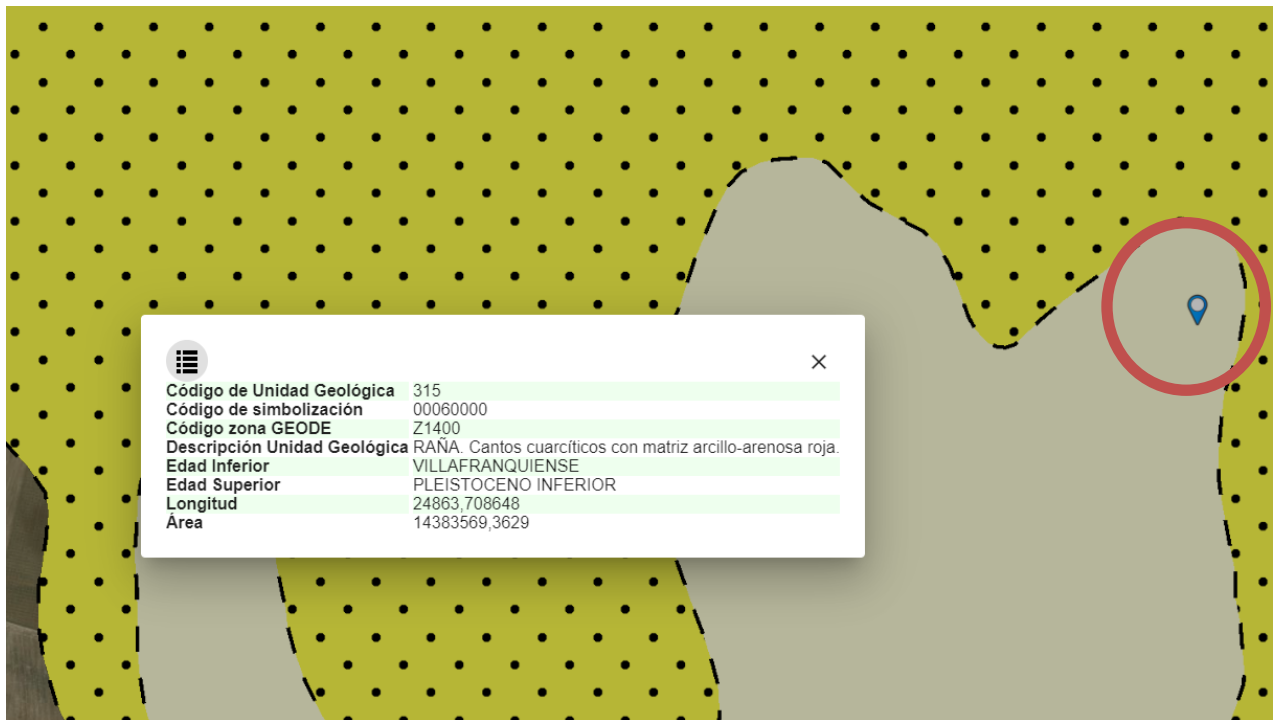 Código de Unidad Geológica 315
Código de simbolización 00060000
Código zona GEODE Z1400
Descripción Unidad Geológica RAÑA. Cantos cuarcíticos con matriz arcillo-arenosa roja.
Edad Inferior VILLAFRANQUIENSE
Edad Superior PLEISTOCENO INFERIOR
Longitud 24863,708648
Área 14383569,3629